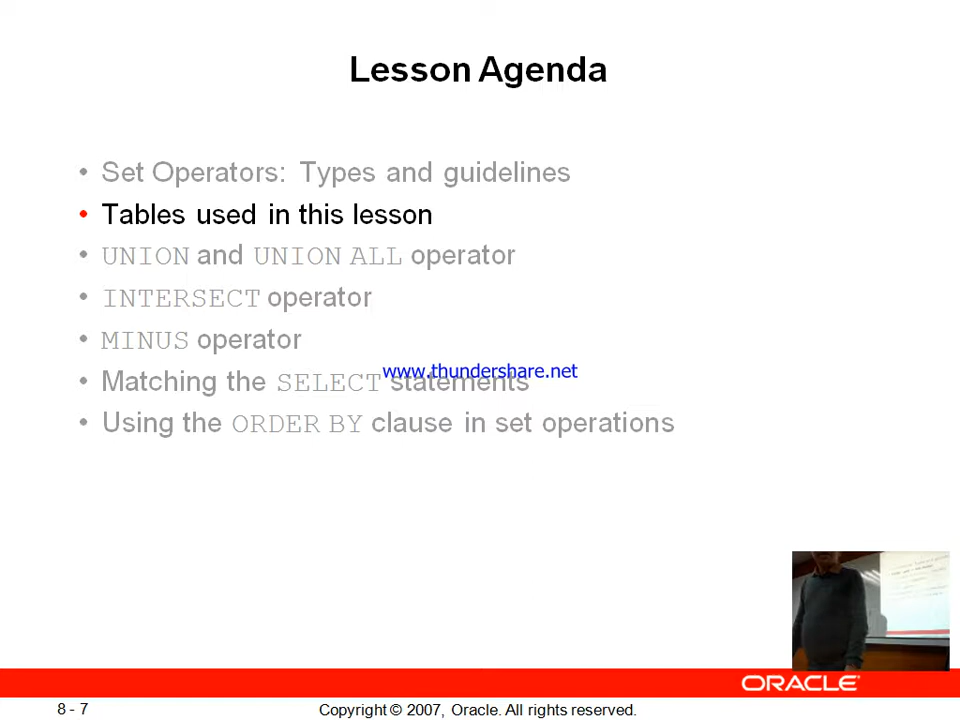 Lesson Agenda
• Set Operators: Types and guidelines
• Tables used in this lesson
• UNION and UNION ALL operator
• INTERSECT operator
• MINUS operator
www.thundershare.net
• Matching the SELECT statements
• Using the ORDER BY clause in set operations
ORACLE
8 - 7
Copyright © 2007, Oracle. All rights reserved.